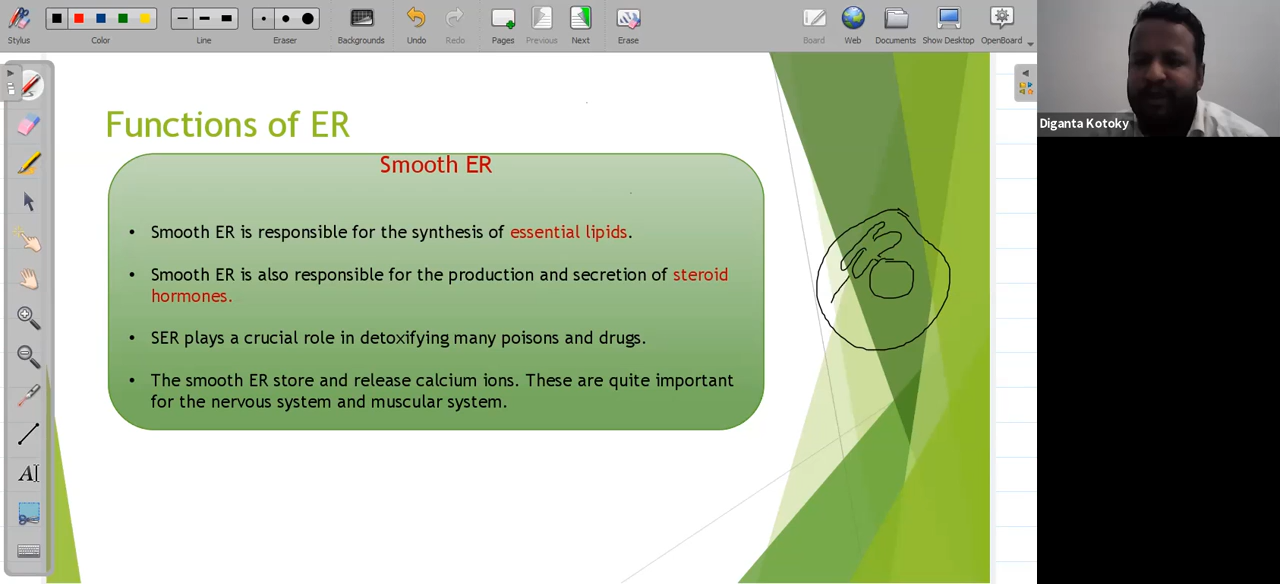 Stylus
Color
Line
Eraser
Backgrounds
Undo
Redo
Pages
Previous
Next
Erase
Board
Web
Documents
Show Desktop
OpenBoard
Diganta Kotoky
Functions of ER
Smooth ER
• Smooth ER is responsible for the synthesis of essential lipids.
• Smooth ER is also responsible for the production and secretion of steroid
hormones.
• SER plays a crucial role in detoxifying many poisons and drugs.
• The smooth ER store and release calcium ions. These are quite important
for the nervous system and muscular system.